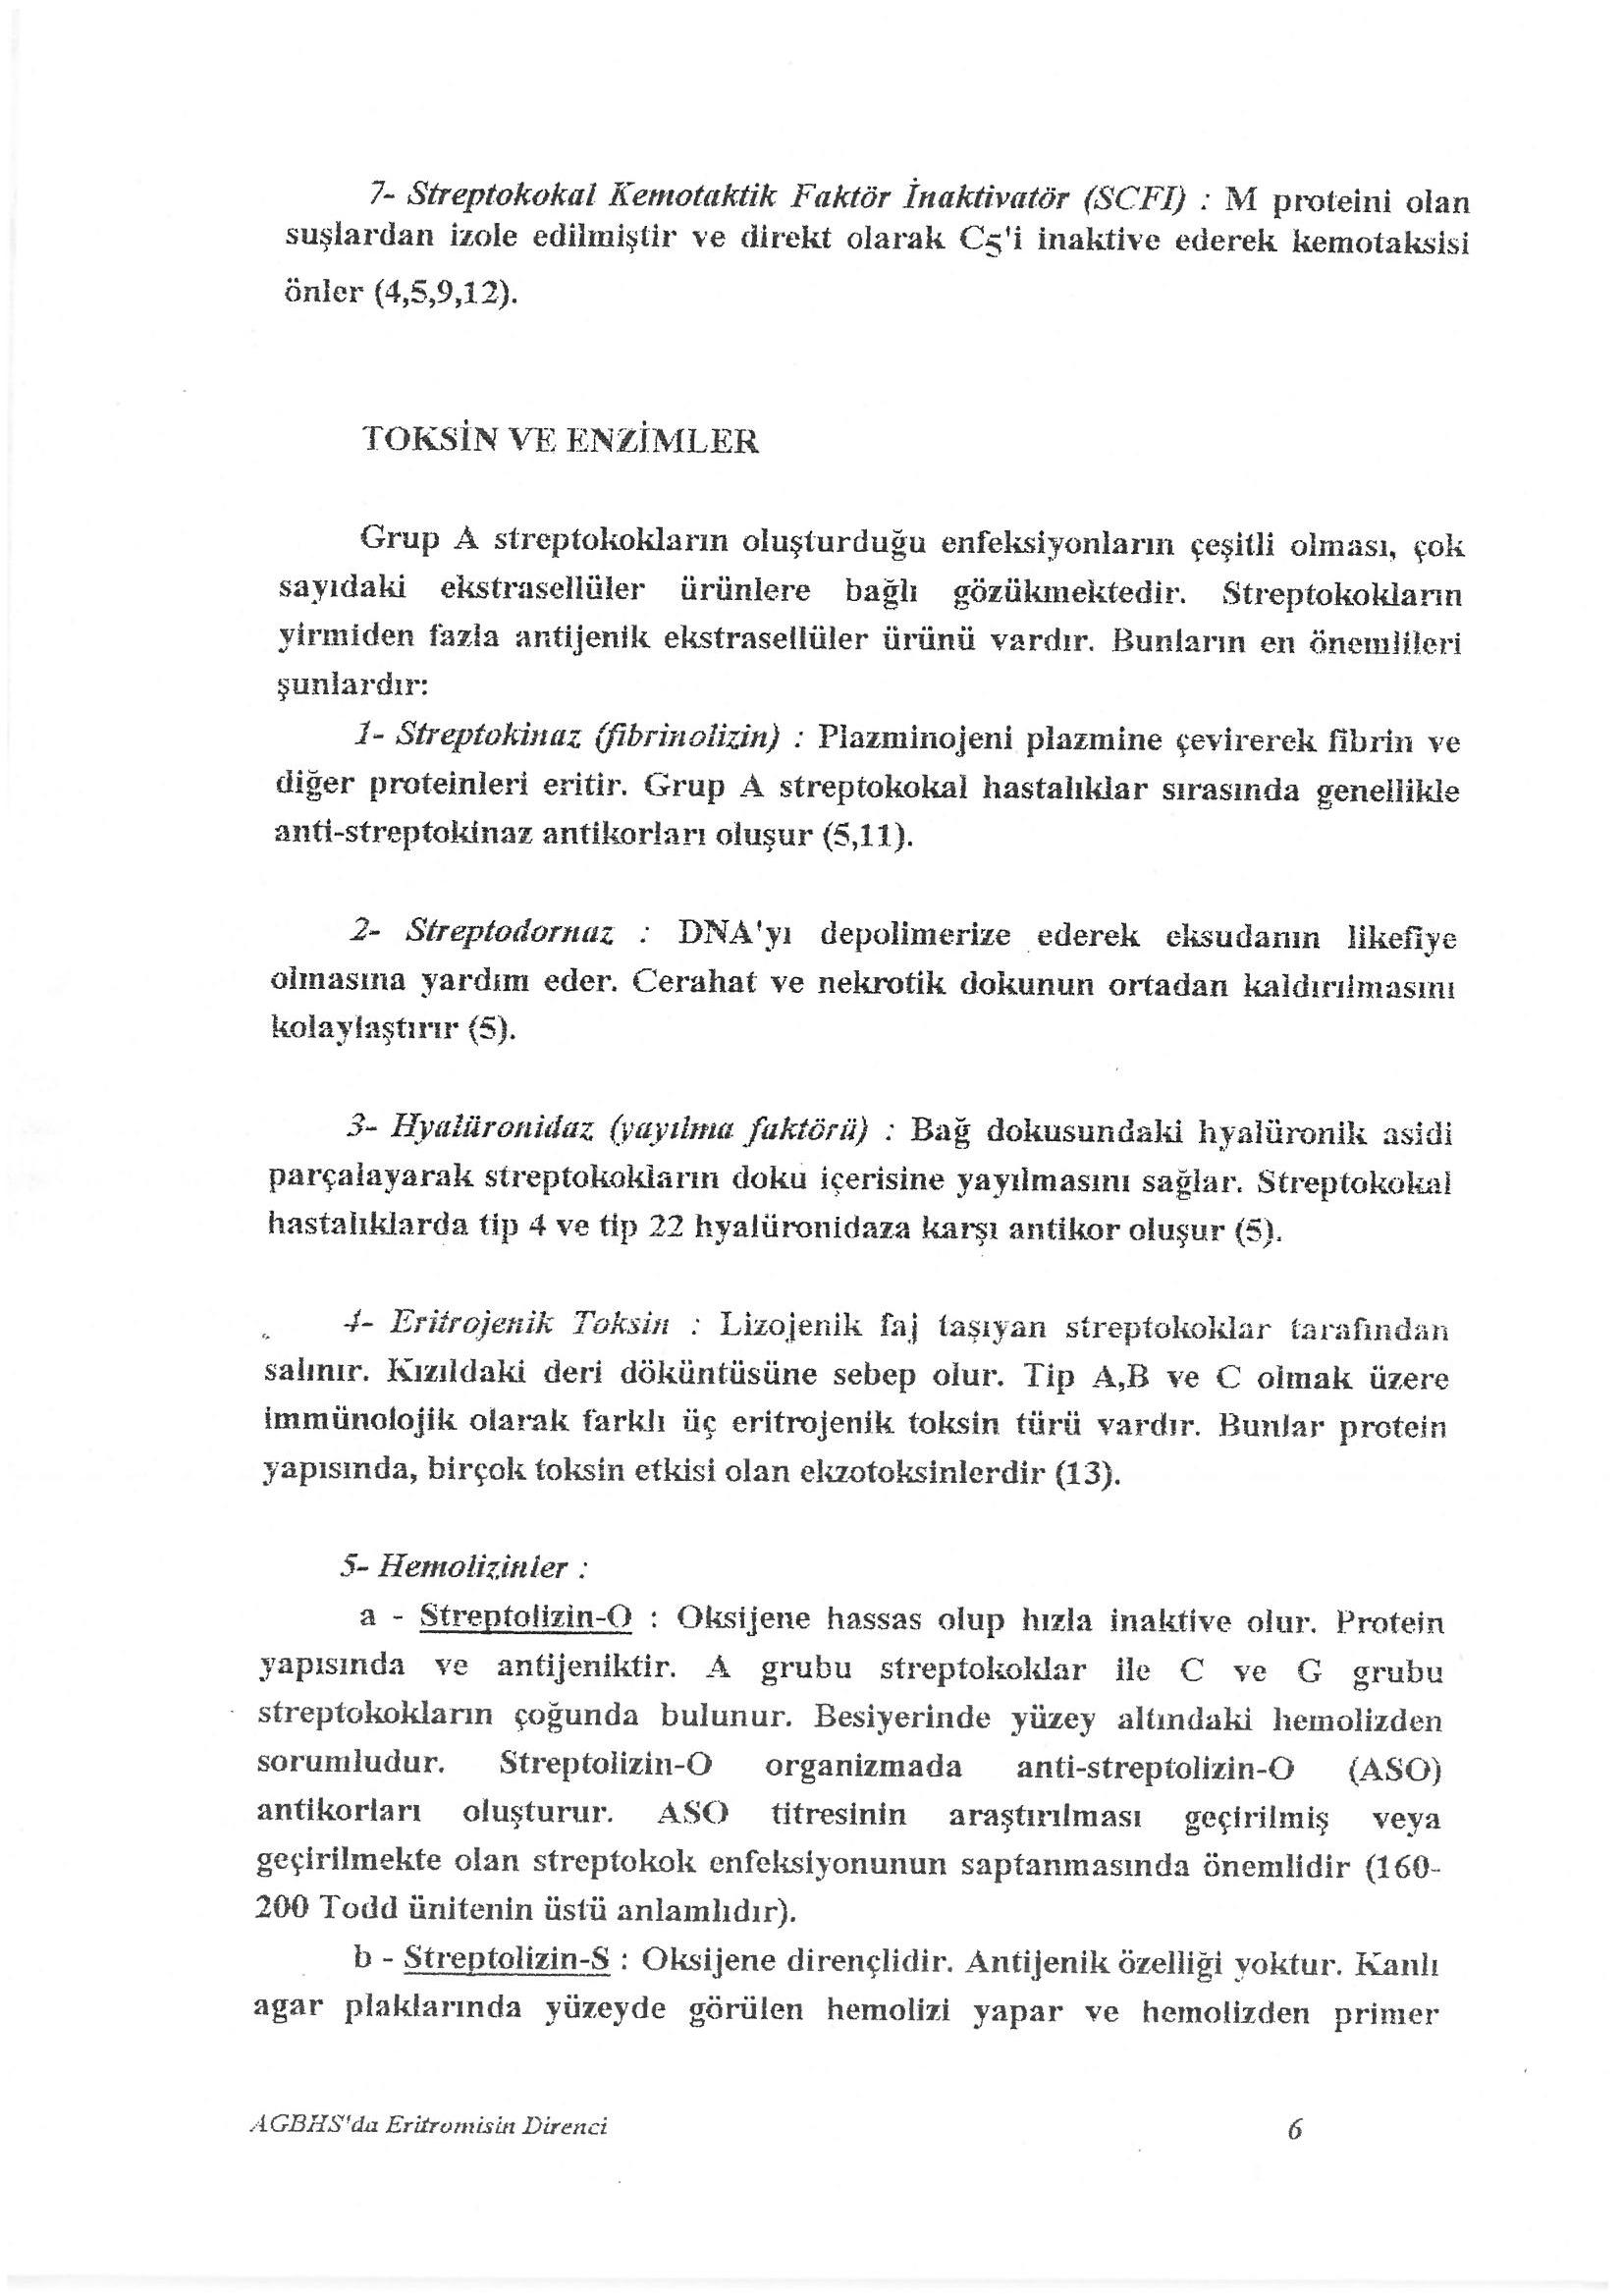 7- Streptokokal Kemotaktik Faktör İnaktivatör (SCFI) : M proteini olan
suşlardan izole edilmiştir ve direkt olarak C5'i inaktive ederek kemotaksisi
önler (4,5,9,12).
TOKSİN VE ENZİMLER
Grup A streptokokların oluşturduğu enfeksiyonların çeşitli olması, çok
sayıdaki ekstrasellüler ürünlere bağlı gözükmektedir. Streptokokların
yirmiden fazla antijenik ekstrasellüler ürünü vardır. Bunların en önemlileri
şunlardır:
1- Streptokinaz (fibrinolizin) : Plazminojeni plazmine çevirerek fibrin ve
diğer proteinleri eritir. Grup A streptokokal hastalıklar sırasında genellikle
anti-streptokinaz antikorları oluşur (5,11).
2- Streptodornaz : DNA'yı depolimerize ederek eksudanın likefiye
olmasına yardım eder. Cerahat ve nekrotik dokunun ortadan kaldırılmasını
kolaylaştırır (5).
3- Hyalüronidaz (yayılma faktörü) : Bağ dokusundaki hyalüronik asidi
parçalayarak streptokokların doku içerisine yayılmasını sağlar. Streptokokal
hastalıklarda tip 4 ve tip 22 hyalüronidaza karşı antikor oluşur (5).
4- Eritrojenik Toksin : Lizojenik faj taşıyan streptokoklar tarafından
salınır. Kızıldaki deri döküntüsüne sebep olur. Tip A,B ve C olmak üzere
immünolojik olarak farklı üç eritrojenik toksin türü vardır. Bunlar protein
yapısında, birçok toksin etkisi olan ekzotoksinlerdir (13).
5- Hemolizinler :
a - Streptolizin-O : Oksijene hassas olup hızla inaktive olur. Protein
yapısında ve antijeniktir. A grubu streptokoklar ile C ve G grubu
streptokokların çoğunda bulunur. Besiyerinde yüzey altındaki hemolizden
sorumludur. Streptolizin-O organizmada anti-streptolizin-O (ASO)
antikorları oluşturur. ASO titresinin araştırılması geçirilmiş veya
geçirilmekte olan streptokok enfeksiyonunun saptanmasında önemlidir (160-
200 Todd ünitenin üstü anlamlıdır).
b - Streptolizin-S : Oksijene dirençlidir. Antijenik özelliği yoktur. Kanlı
agar plaklarında yüzeyde görülen hemolizi yapar ve hemolizden primer
AGBHS'da Eritromisin Direnci 6